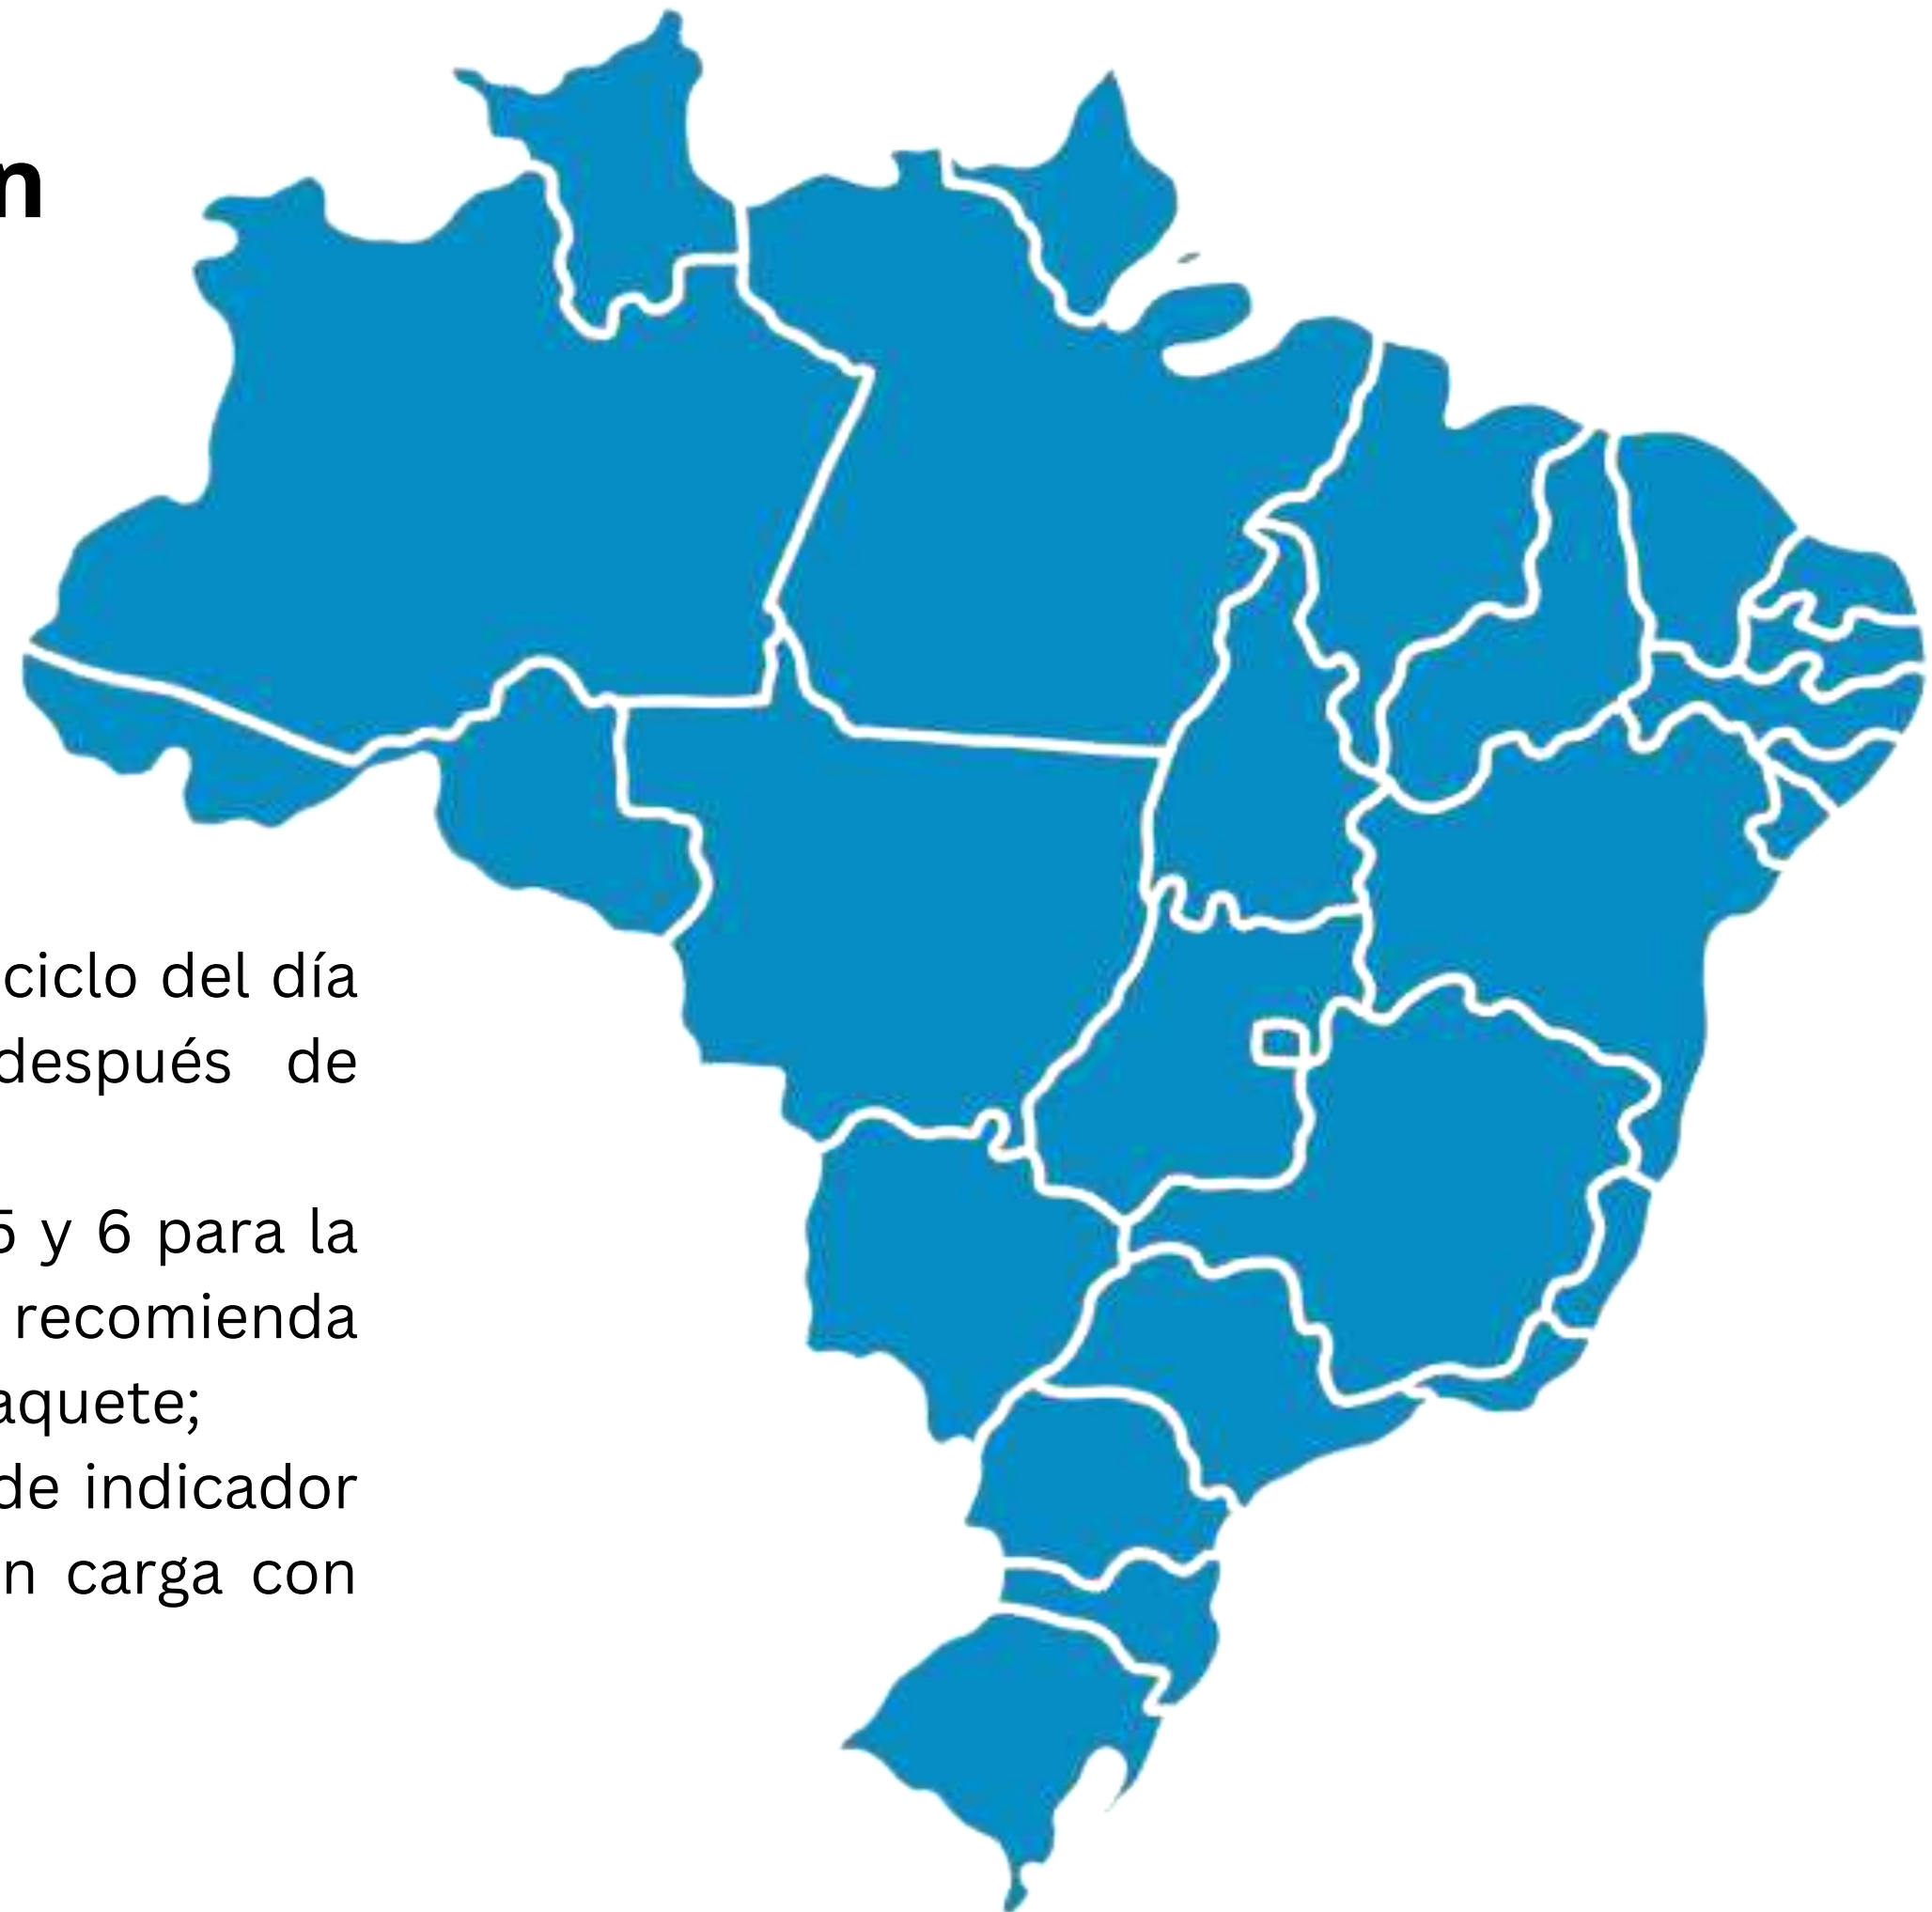 n
ciclo del día
después de
5 y 6 para la
recomienda
aquete;
de indicador
n carga con